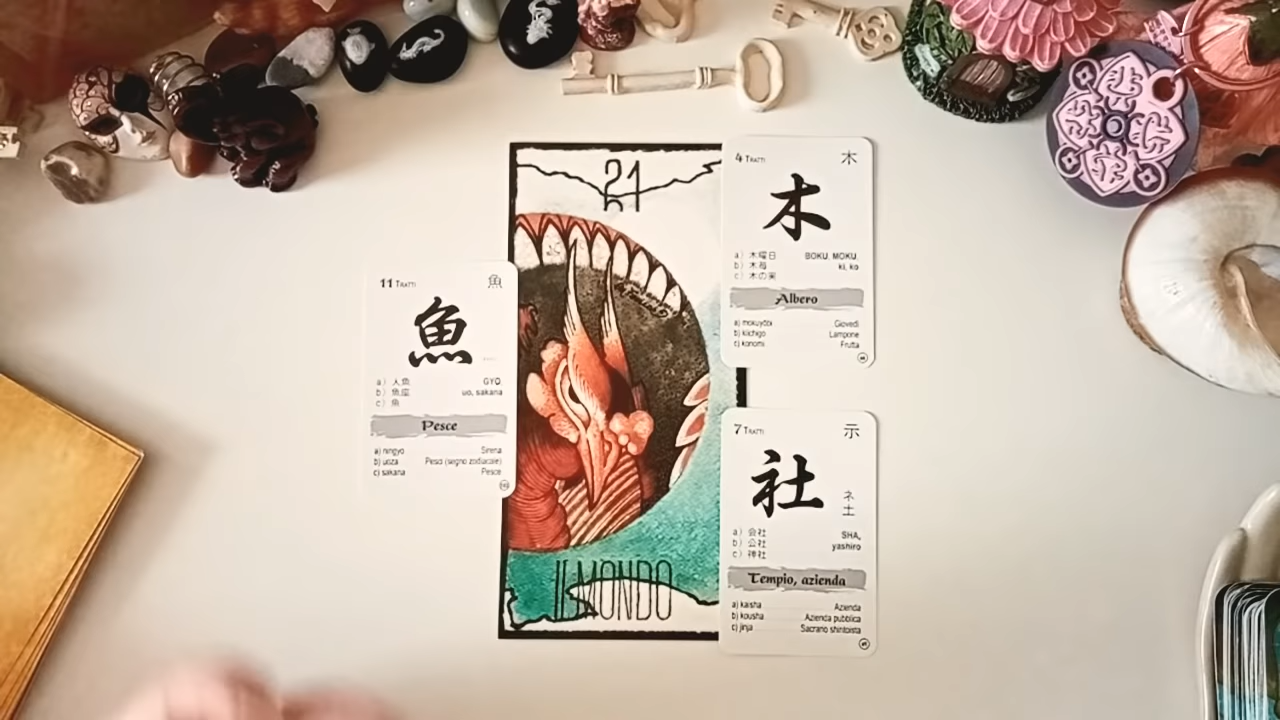 21
IL MONDO
11 TRATTI
魚
魚
a) 人魚
b) 魚座
c) 魚
GYO,
uo, sakana
Pesce
a) ningyo
Sirena
b) uoza
Pesci (segno zodiacale)
c) sakana
Pesce
4 TRATTI
木
木
a) 木曜日
b) 木苺
c) 木の実
BOKU, MOKU,
ki, ko
Albero
a) mokuyōbi
Giovedì
b) kiichigo
Lampone
c) konomi
Frutta
7 TRATTI
示
社
ネ
土
a) 会社
b) 公社
c) 神社
SHA,
yashiro
Tempio, azienda
a) kaisha
Azienda
b) kousha
Azienda pubblica
c) jinja
Sacrario shintoista